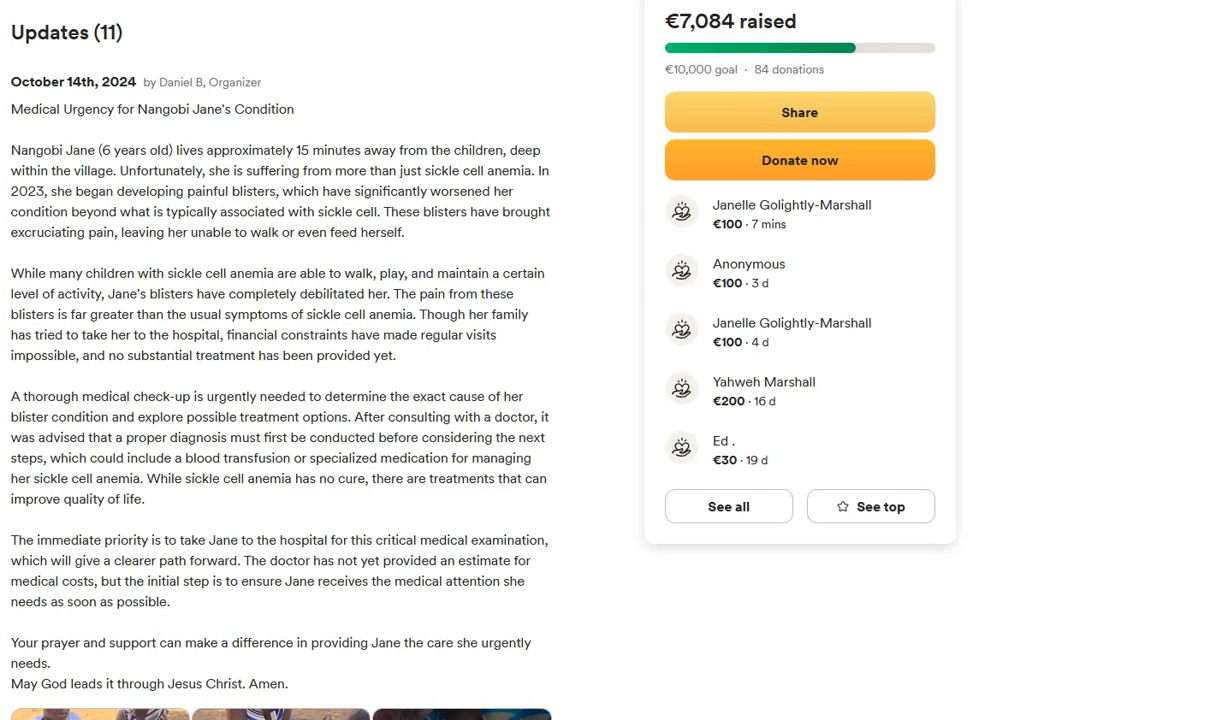 Updates (11)
October 14th, 2024 by Daniel B, Organizer
Medical Urgency for Nangobi Jane's Condition
Nangobi Jane (6 years old) lives approximately 15 minutes away from the children, deep
within the village. Unfortunately, she is suffering from more than just sickle cell anemia. In
2023, she began developing painful blisters, which have significantly worsened her
condition beyond what is typically associated with sickle cell. These blisters have brought
excruciating pain, leaving her unable to walk or even feed herself.
While many children with sickle cell anemia are able to walk, play, and maintain a certain
level of activity, Jane's blisters have completely debilitated her. The pain from these
blisters is far greater than the usual symptoms of sickle cell anemia. Though her family
has tried to take her to the hospital, financial constraints have made regular visits
impossible, and no substantial treatment has been provided yet.
A thorough medical check-up is urgently needed to determine the exact cause of her
blister condition and explore possible treatment options. After consulting with a doctor, it
was advised that a proper diagnosis must first be conducted before considering the next
steps, which could include a blood transfusion or specialized medication for managing
her sickle cell anemia. While sickle cell anemia has no cure, there are treatments that can
improve quality of life.
The immediate priority is to take Jane to the hospital for this critical medical examination,
which will give a clearer path forward. The doctor has not yet provided an estimate for
medical costs, but the initial step is to ensure Jane receives the medical attention she
needs as soon as possible.
Your prayer and support can make a difference in providing Jane the care she urgently
needs.
May God leads it through Jesus Christ. Amen.
€7,084 raised
€10,000 goal · 84 donations
Share
Donate now
Janelle Golightly-Marshall
€100 · 7 mins
Anonymous
€100 · 3 d
Janelle Golightly-Marshall
€100 · 4 d
Yahweh Marshall
€200 · 16 d
Ed .
€30 · 19 d
See all
See top